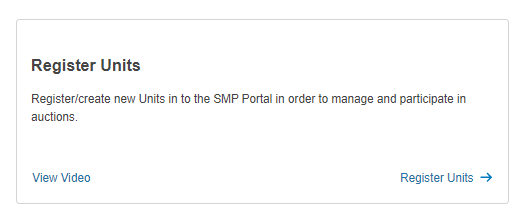 Register Units
Register/create new Units in to the SMP Portal in order to manage and participate in
auctions.
View Video
Register Units →